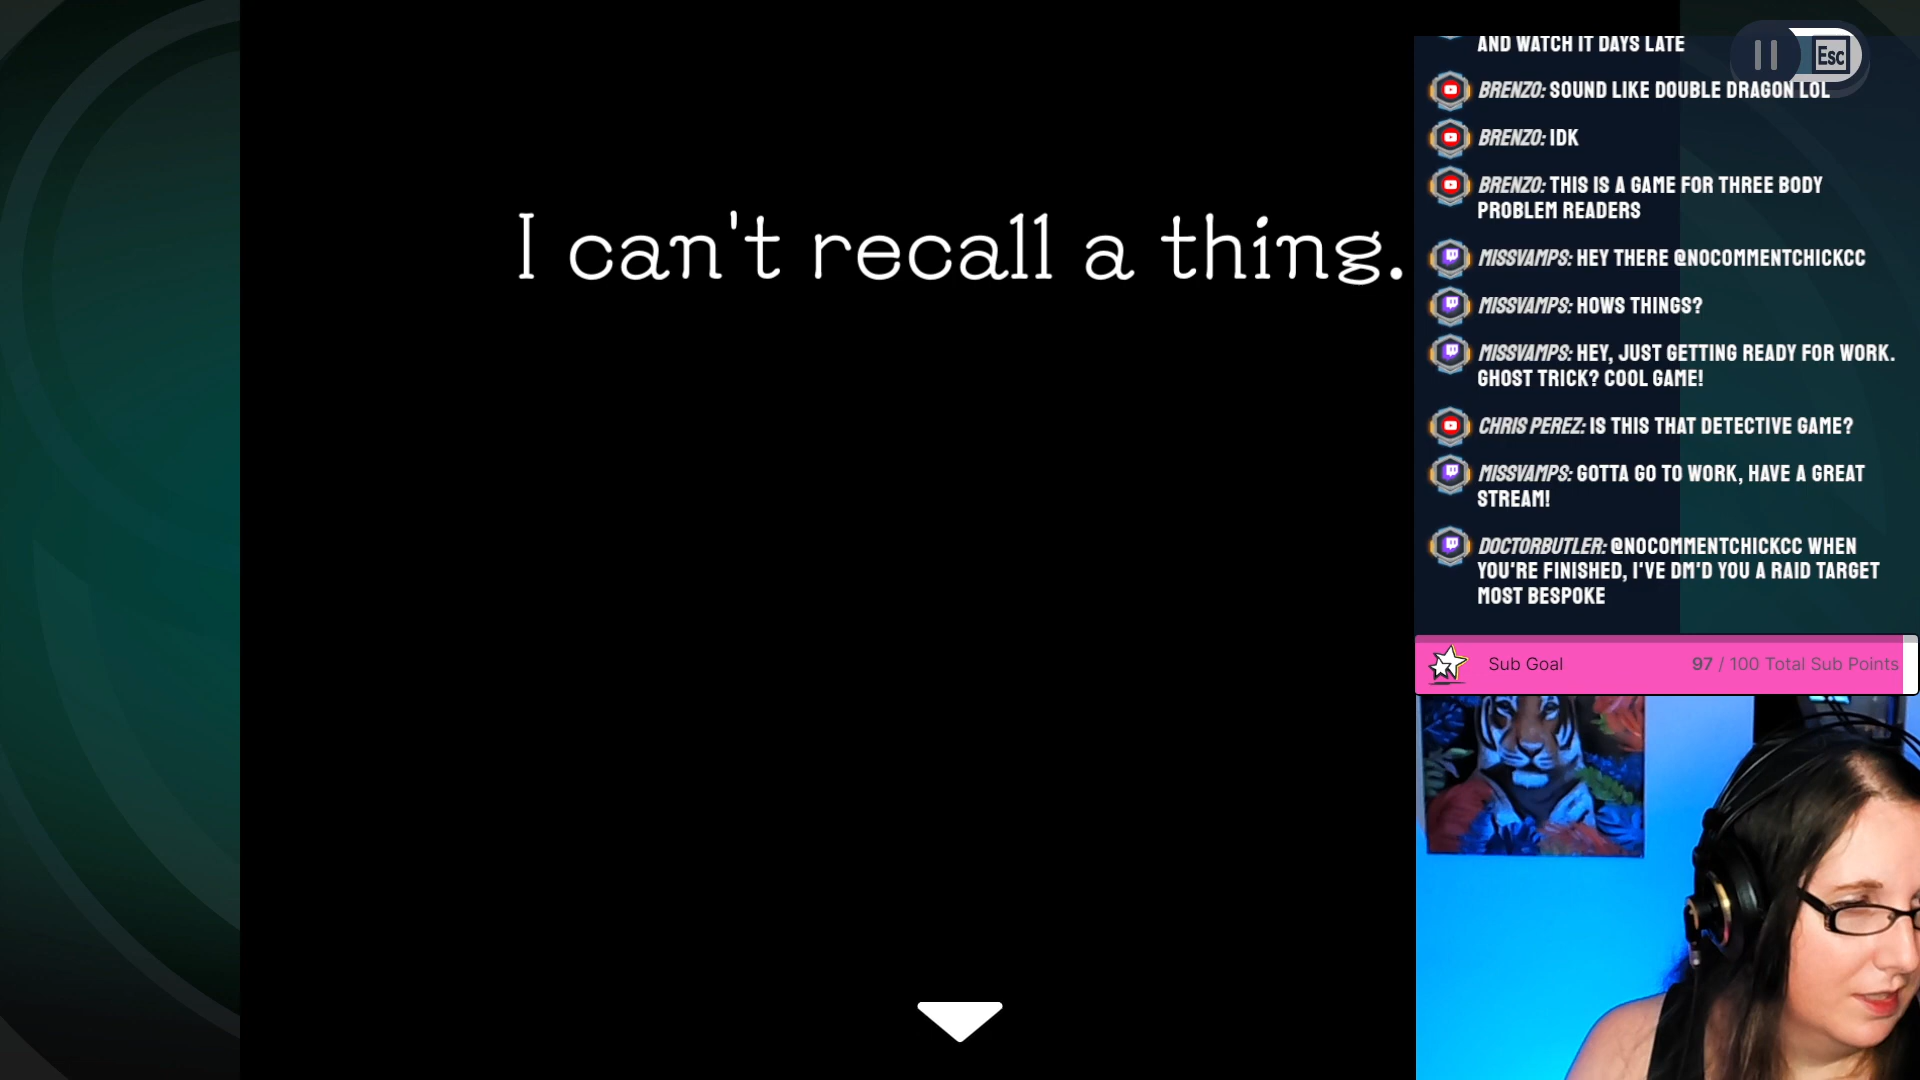 I can't recall a thing.
Esc
AND WATCH IT DAYS LATE
BRENZO: SOUND LIKE DOUBLE DRAGON LOL
BRENZO: IDK
BRENZO: THIS IS A GAME FOR THREE BODY
PROBLEM READERS
MISSVAMPS: HEY THERE @NOCOMMENTCHICKCC
MISSVAMPS: HOWS THINGS?
MISSVAMPS: HEY, JUST GETTING READY FOR WORK.
GHOST TRICK? COOL GAME!
CHRIS PEREZ: IS THIS THAT DETECTIVE GAME?
MISSVAMPS: GOTTA GO TO WORK, HAVE A GREAT
STREAM!
DOCTORBUTLER: @NOCOMMENTCHICKCC WHEN
YOU'RE FINISHED, I'VE DM'D YOU A RAID TARGET
MOST BESPOKE
Sub Goal 97 / 100 Total Sub Points